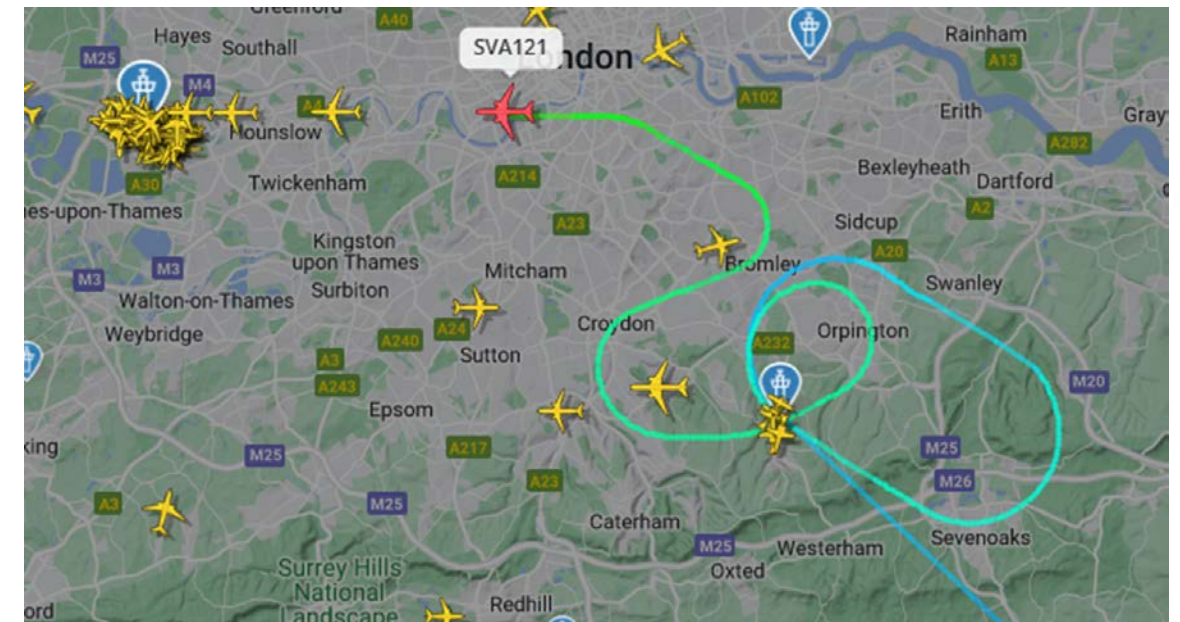 Greenford
A40
Hayes
Southall
SVA121
London
Rainham
M25
M4
A13
A4
A102
Erith
Gray
Hounslow
A282
A30
Twickenham
A214
Bexleyheath
Dartford
nes-upon-Thames
A23
A2
Sidcup
Kingston
upon Thames
A20
Bromley
M3
M3
Mitcham
Swanley
Surbiton
Walton-on-Thames
Croydon
Weybridge
A24
A240
A232
Orpington
A3
Sutton
A243
M20
Epsom
king
M25
A217
M25
A23
M26
A3
M25
Caterham
Sevenoaks
M25
Westerham
Oxted
Surrey Hills
National
Landscape
Redhill
ord